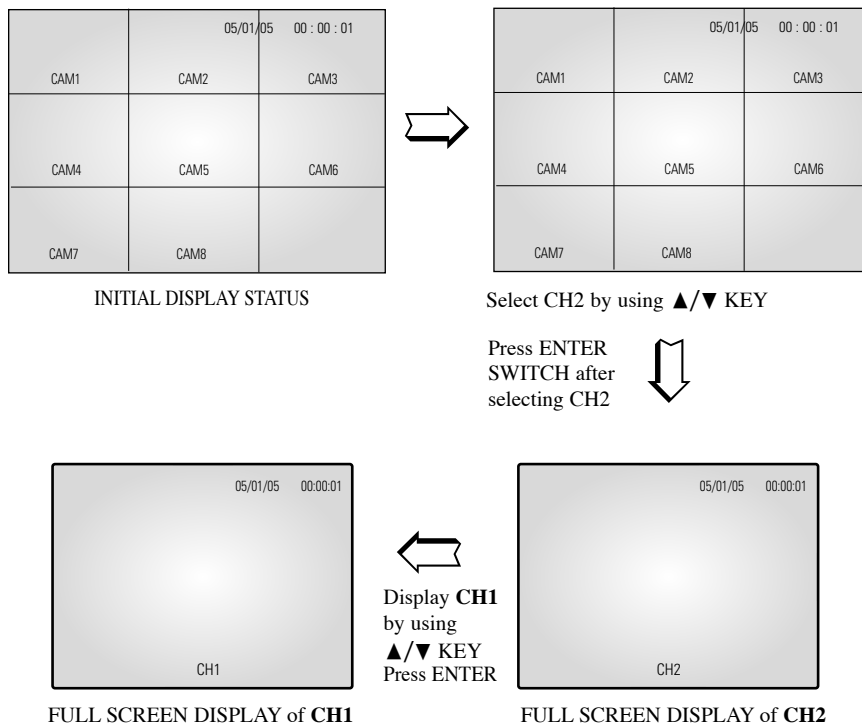 05/01/05 00 : 00 : 01
CAM1 CAM2 CAM3
CAM4 CAM5 CAM6
CAM7 CAM8
INITIAL DISPLAY STATUS
05/01/05 00 : 00 : 01
CAM1 CAM2 CAM3
CAM4 CAM5 CAM6
CAM7 CAM8
Select CH2 by using ▲/▼ KEY
Press ENTER
SWITCH after
selecting CH2
05/01/05 00:00:01
CH2
FULL SCREEN DISPLAY of CH2
Display CH1
by using
▲/▼ KEY
Press ENTER
05/01/05 00:00:01
CH1
FULL SCREEN DISPLAY of CH1